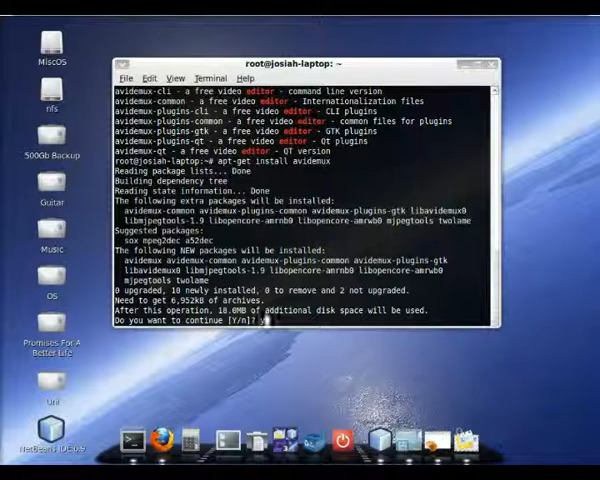 MiscOS
nfs
500Gb Backup
Guitar
Music
OS
Promises For A
Better Life
Uni
NetBeans IDE 6.9
root@josiah-laptop: ~
File Edit View Terminal Help
avidemux-cli - a free video editor - command line version
avidemux-common - a free video editor - Internationalization files
avidemux-plugins-cli - a free video editor - CLI plugins
avidemux-plugins-common - a free video editor - common files for plugins
avidemux-plugins-gtk - a free video editor - GTK plugins
avidemux-plugins-qt - a free video editor - Qt plugins
avidemux-qt - a free video editor - QT version
root@josiah-laptop:~# apt-get install avidemux
Reading package lists... Done
Building dependency tree
Reading state information... Done
The following extra packages will be installed:
avidemux-common avidemux-plugins-common avidemux-plugins-gtk libavidemux0
libmjpegtools-1.9 libopencore-amrnb0 libopencore-amrwb0 mjpegtools twolame
Suggested packages:
sox mpeg2dec a52dec
The following NEW packages will be installed:
avidemux avidemux-common avidemux-plugins-common avidemux-plugins-gtk
libavidemux0 libmjpegtools-1.9 libopencore-amrnb0 libopencore-amrwb0
mjpegtools twolame
0 upgraded, 10 newly installed, 0 to remove and 2 not upgraded.
Need to get 6,952kB of archives.
After this operation, 18.0MB of additional disk space will be used.
Do you want to continue [Y/n]? y